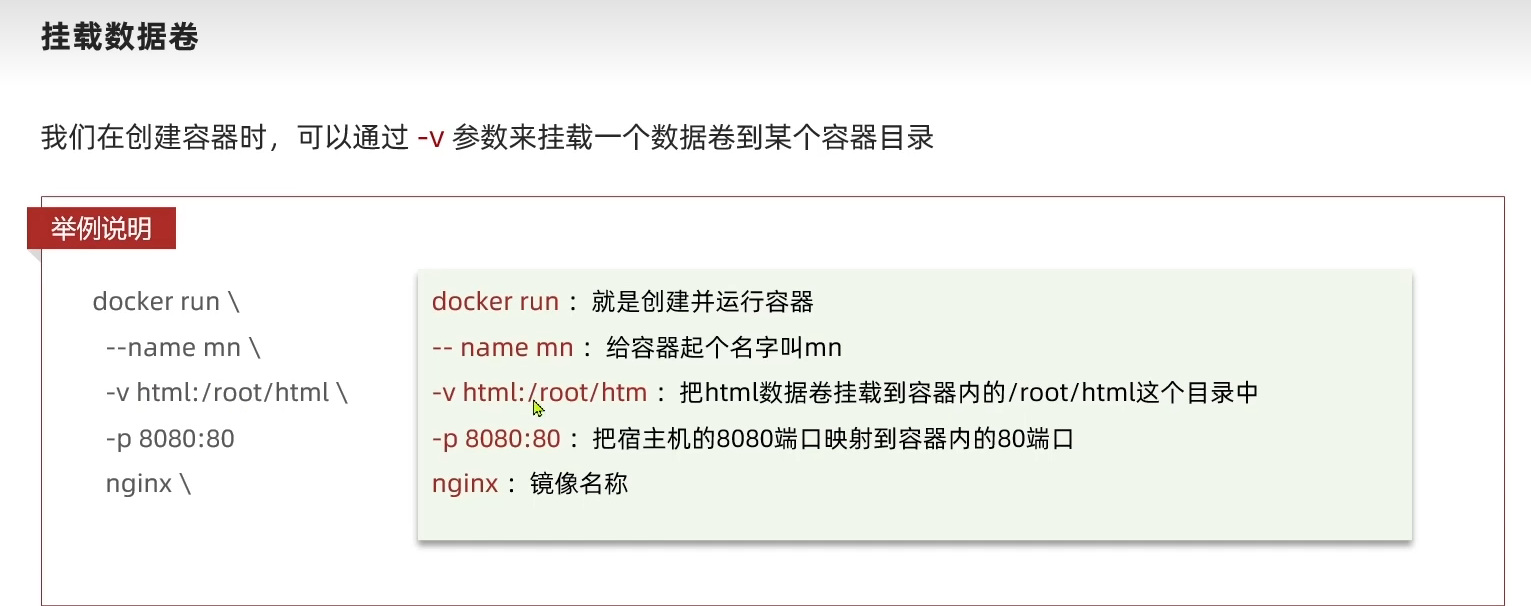 挂载数据卷
我们在创建容器时，可以通过 -v 参数来挂载一个数据卷到某个容器目录
举例说明
docker run \
--name mn \
-v html:/root/html \
-p 8080:80
nginx \
docker run ：就是创建并运行容器
-- name mn ：给容器起个名字叫mn
-v html:/root/htm ：把html数据卷挂载到容器内的/root/html这个目录中
-p 8080:80 ：把宿主机的8080端口映射到容器内的80端口
nginx ：镜像名称